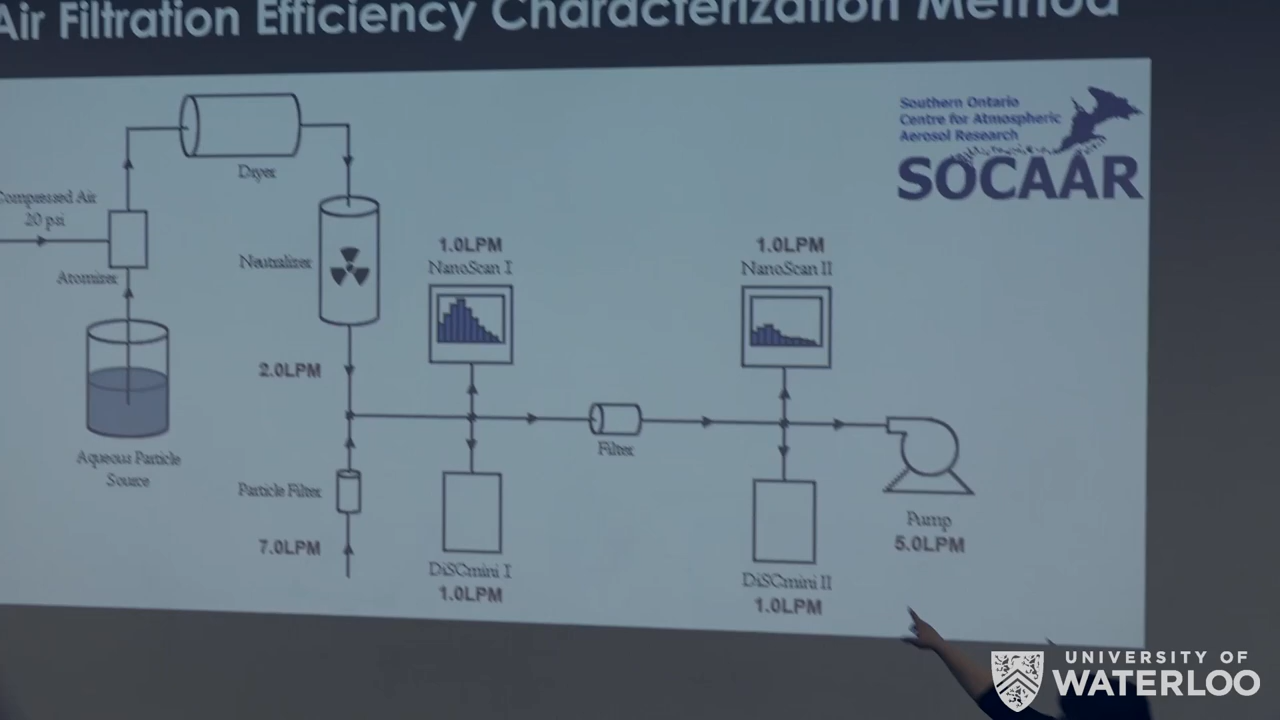 Air Filtration Efficiency Characterization Method
Southern Ontario
Centre for Atmospheric
Aerosol Research
SOCAAR
Dryer
Compressed Air
20 psi
Atomizer
Neutralizer
1.0LPM
NanoScan I
1.0LPM
NanoScan II
2.0LPM
Filter
Aqueous Particle
Source
Particle Filter
7.0LPM
DiSCmini I
1.0LPM
DiSCmini II
1.0LPM
Pump
5.0LPM
UNIVERSITY OF
WATERLOO